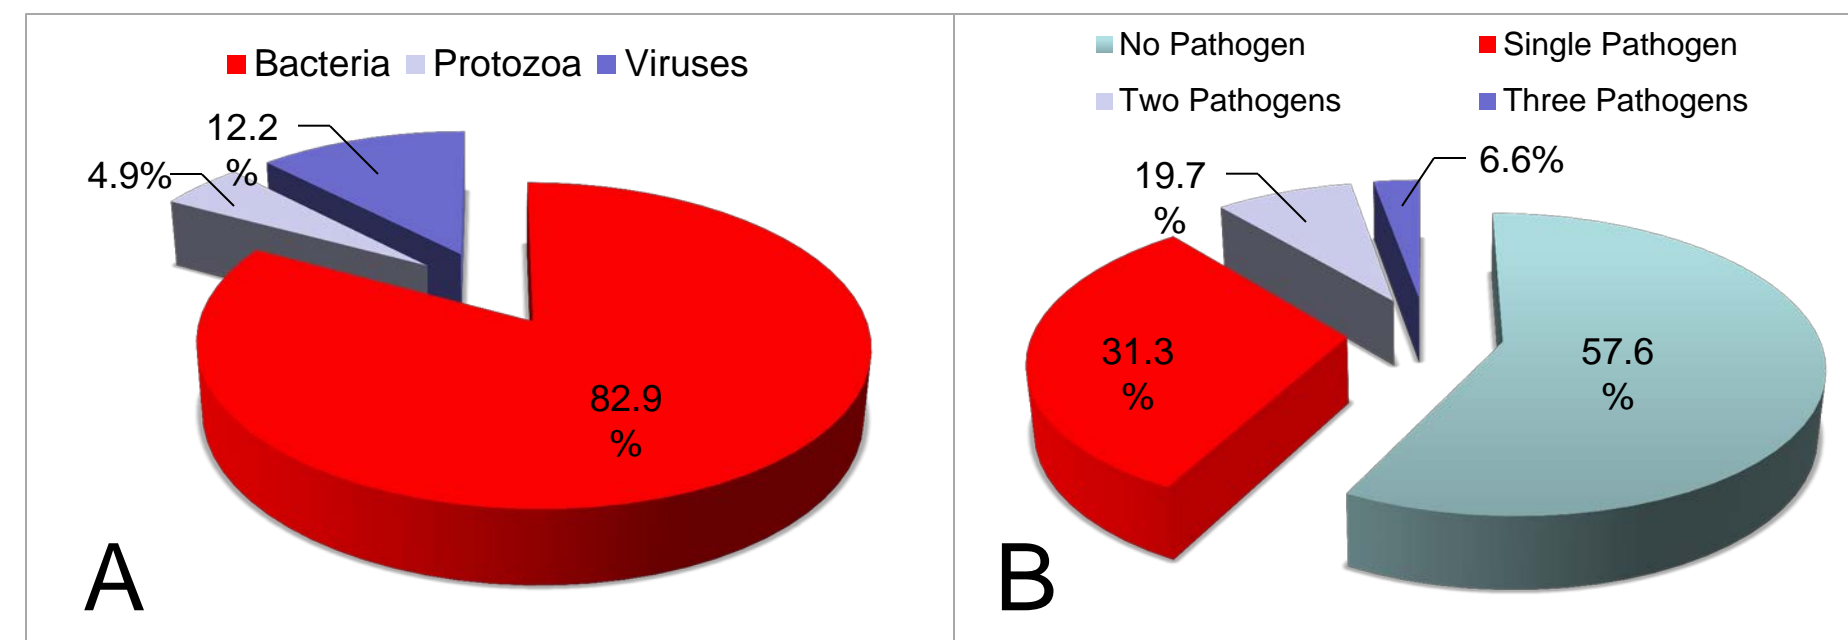 Bacteria Protozoa Viruses
12.2
%
4.9%
82.9
%
A
No Pathogen Single Pathogen
Two Pathogens Three Pathogens
6.6%
19.7
%
31.3
%
57.6
%
B